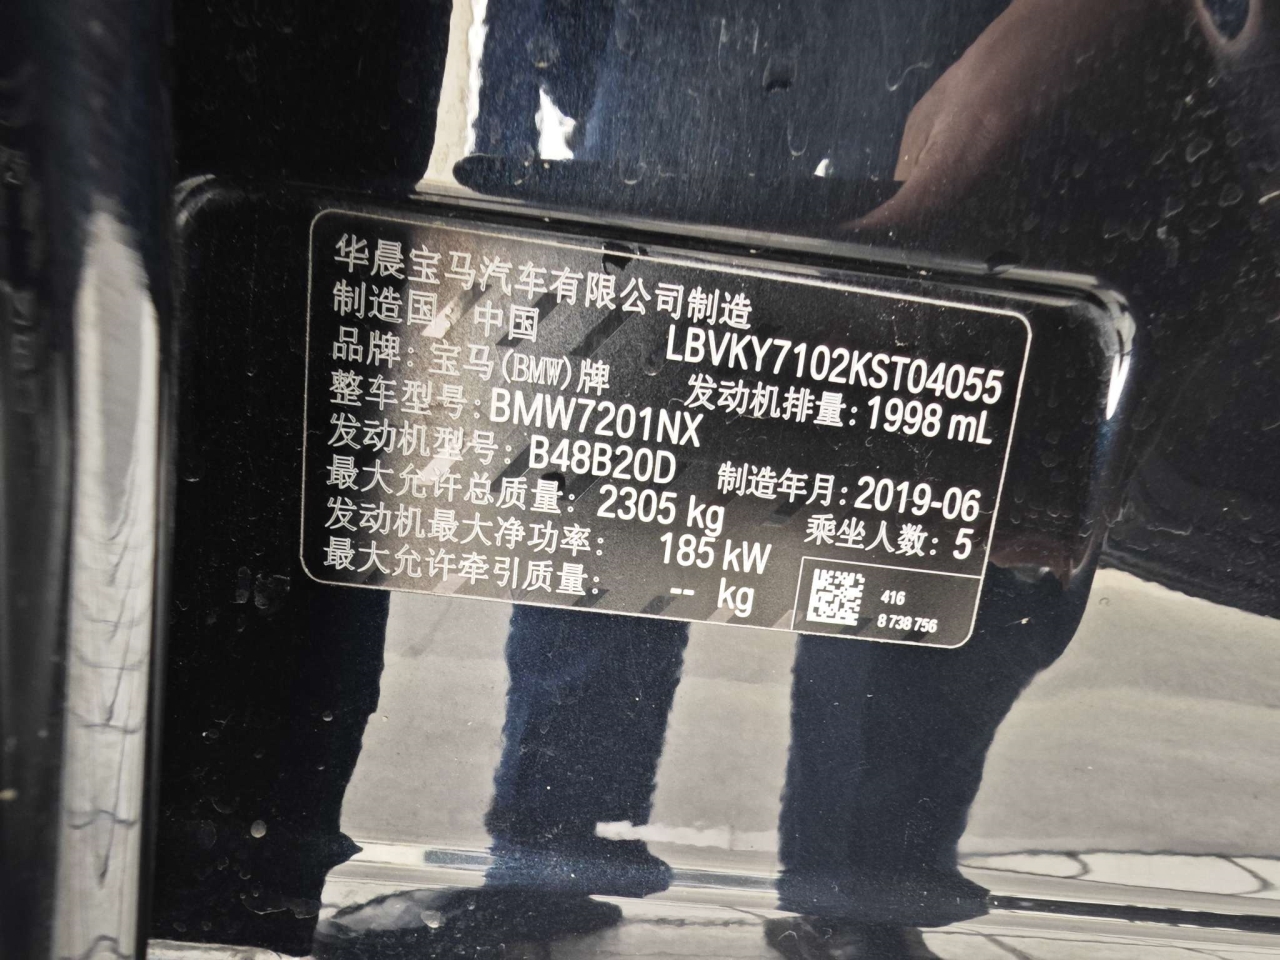 华晨宝马汽车有限公司制造
制造国：中国 LBVKY7102KST04055
品牌：宝马(BMW)牌 发动机排量：1998 mL
整车型号：BMW7201NX
发动机型号：B48B20D 制造年月：2019-06
最大允许总质量：2305 kg 乘坐人数：5
发动机最大净功率： 185 kW
最大允许牵引质量： -- kg
416
8 738 756